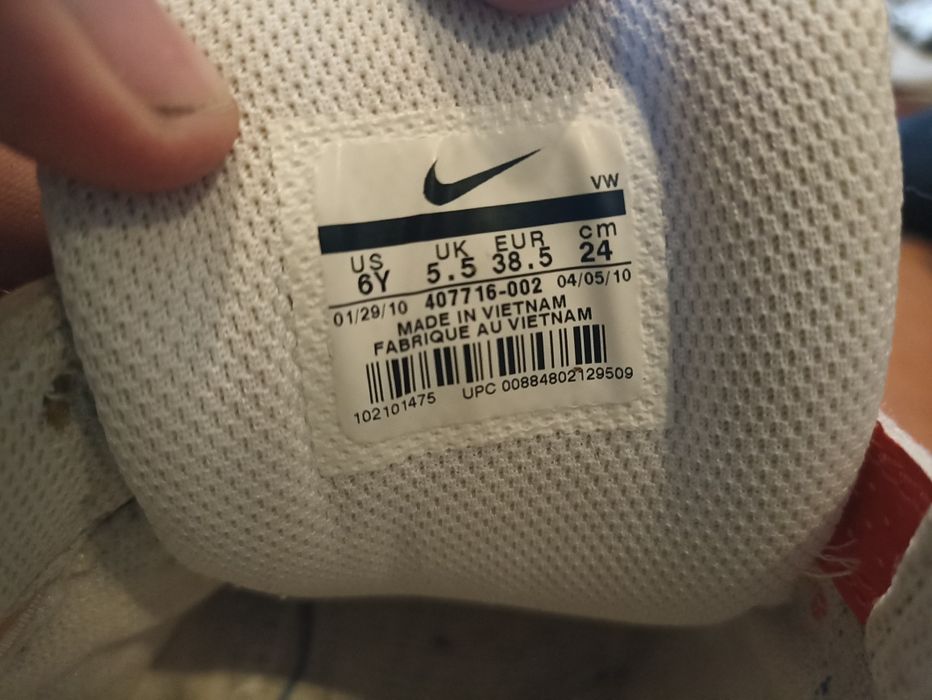 VW
US UK EUR cm
6Y 5.5 38.5 24
01/29/10 407716-002 04/05/10
MADE IN VIETNAM
FABRIQUE AU VIETNAM
102101475 UPC 00884802129509